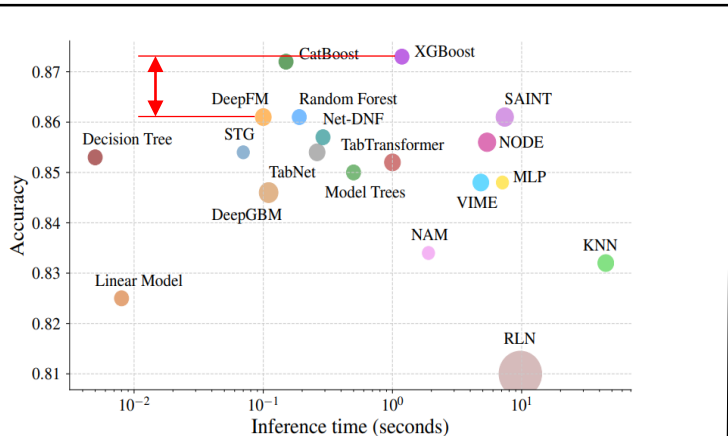 CatBoost
XGBoost
0.87
DeepFM
Random Forest
SAINT
0.86
Decision Tree
STG
Net-DNF
TabTransformer
NODE
0.85
TabNet
Model Trees
MLP
DeepGBM
VIME
0.84
NAM
KNN
0.83
Linear Model
0.82
RLN
0.81
Accuracy
10⁻²
10⁻¹
10⁰
10¹
Inference time (seconds)